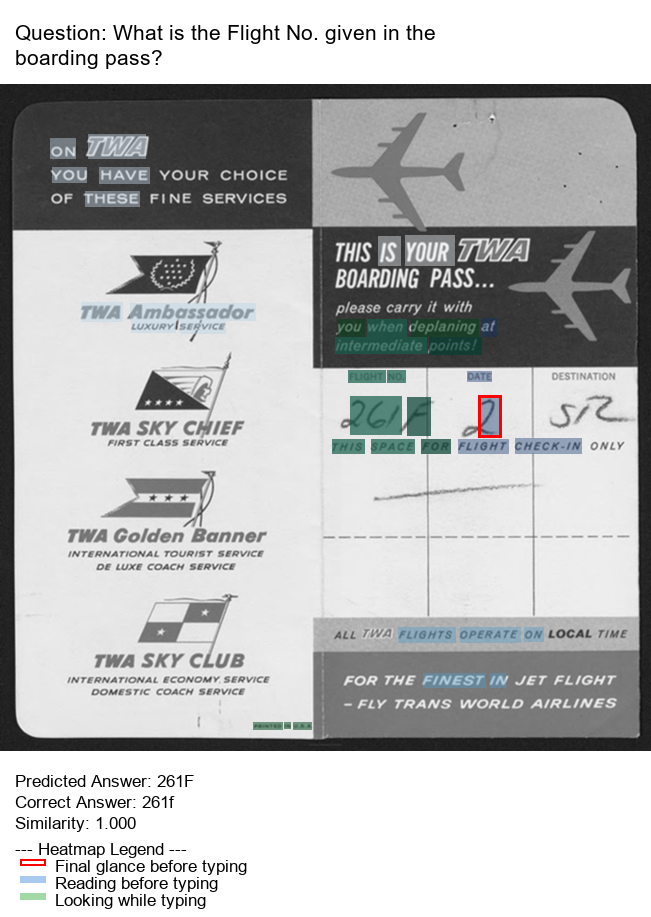 Question: What is the Flight No. given in the
boarding pass?
ON TWA
YOU HAVE YOUR CHOICE
OF THESE FINE SERVICES
TWA Ambassador
LUXURY SERVICE
TWA SKY CHIEF
FIRST CLASS SERVICE
TWA Golden Banner
INTERNATIONAL TOURIST SERVICE
DE LUXE COACH SERVICE
TWA SKY CLUB
INTERNATIONAL ECONOMY SERVICE
DOMESTIC COACH SERVICE
PRINTED IN U.S.A.
THIS IS YOUR TWA
BOARDING PASS...
please carry it with
you when deplaning at
intermediate points!
FLIGHT NO. DATE DESTINATION
261F 2
THIS SPACE FOR FLIGHT CHECK-IN ONLY
ALL TWA FLIGHTS OPERATE ON LOCAL TIME
FOR THE FINEST IN JET FLIGHT
– FLY TRANS WORLD AIRLINES
Predicted Answer: 261F
Correct Answer: 261f
Similarity: 1.000
--- Heatmap Legend ---
Final glance before typing
Reading before typing
Looking while typing